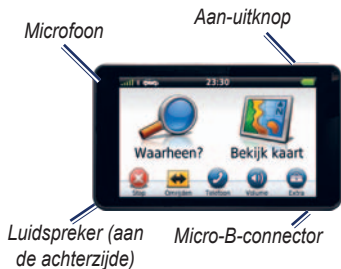 Microfoon
Aan-uitknop
23:30
Waarheen?
Bekijk kaart
Stop
Omrijden
Telefoon
Volume
Extra
Luidspreker (aan
de achterzijde)
Micro-B-connector